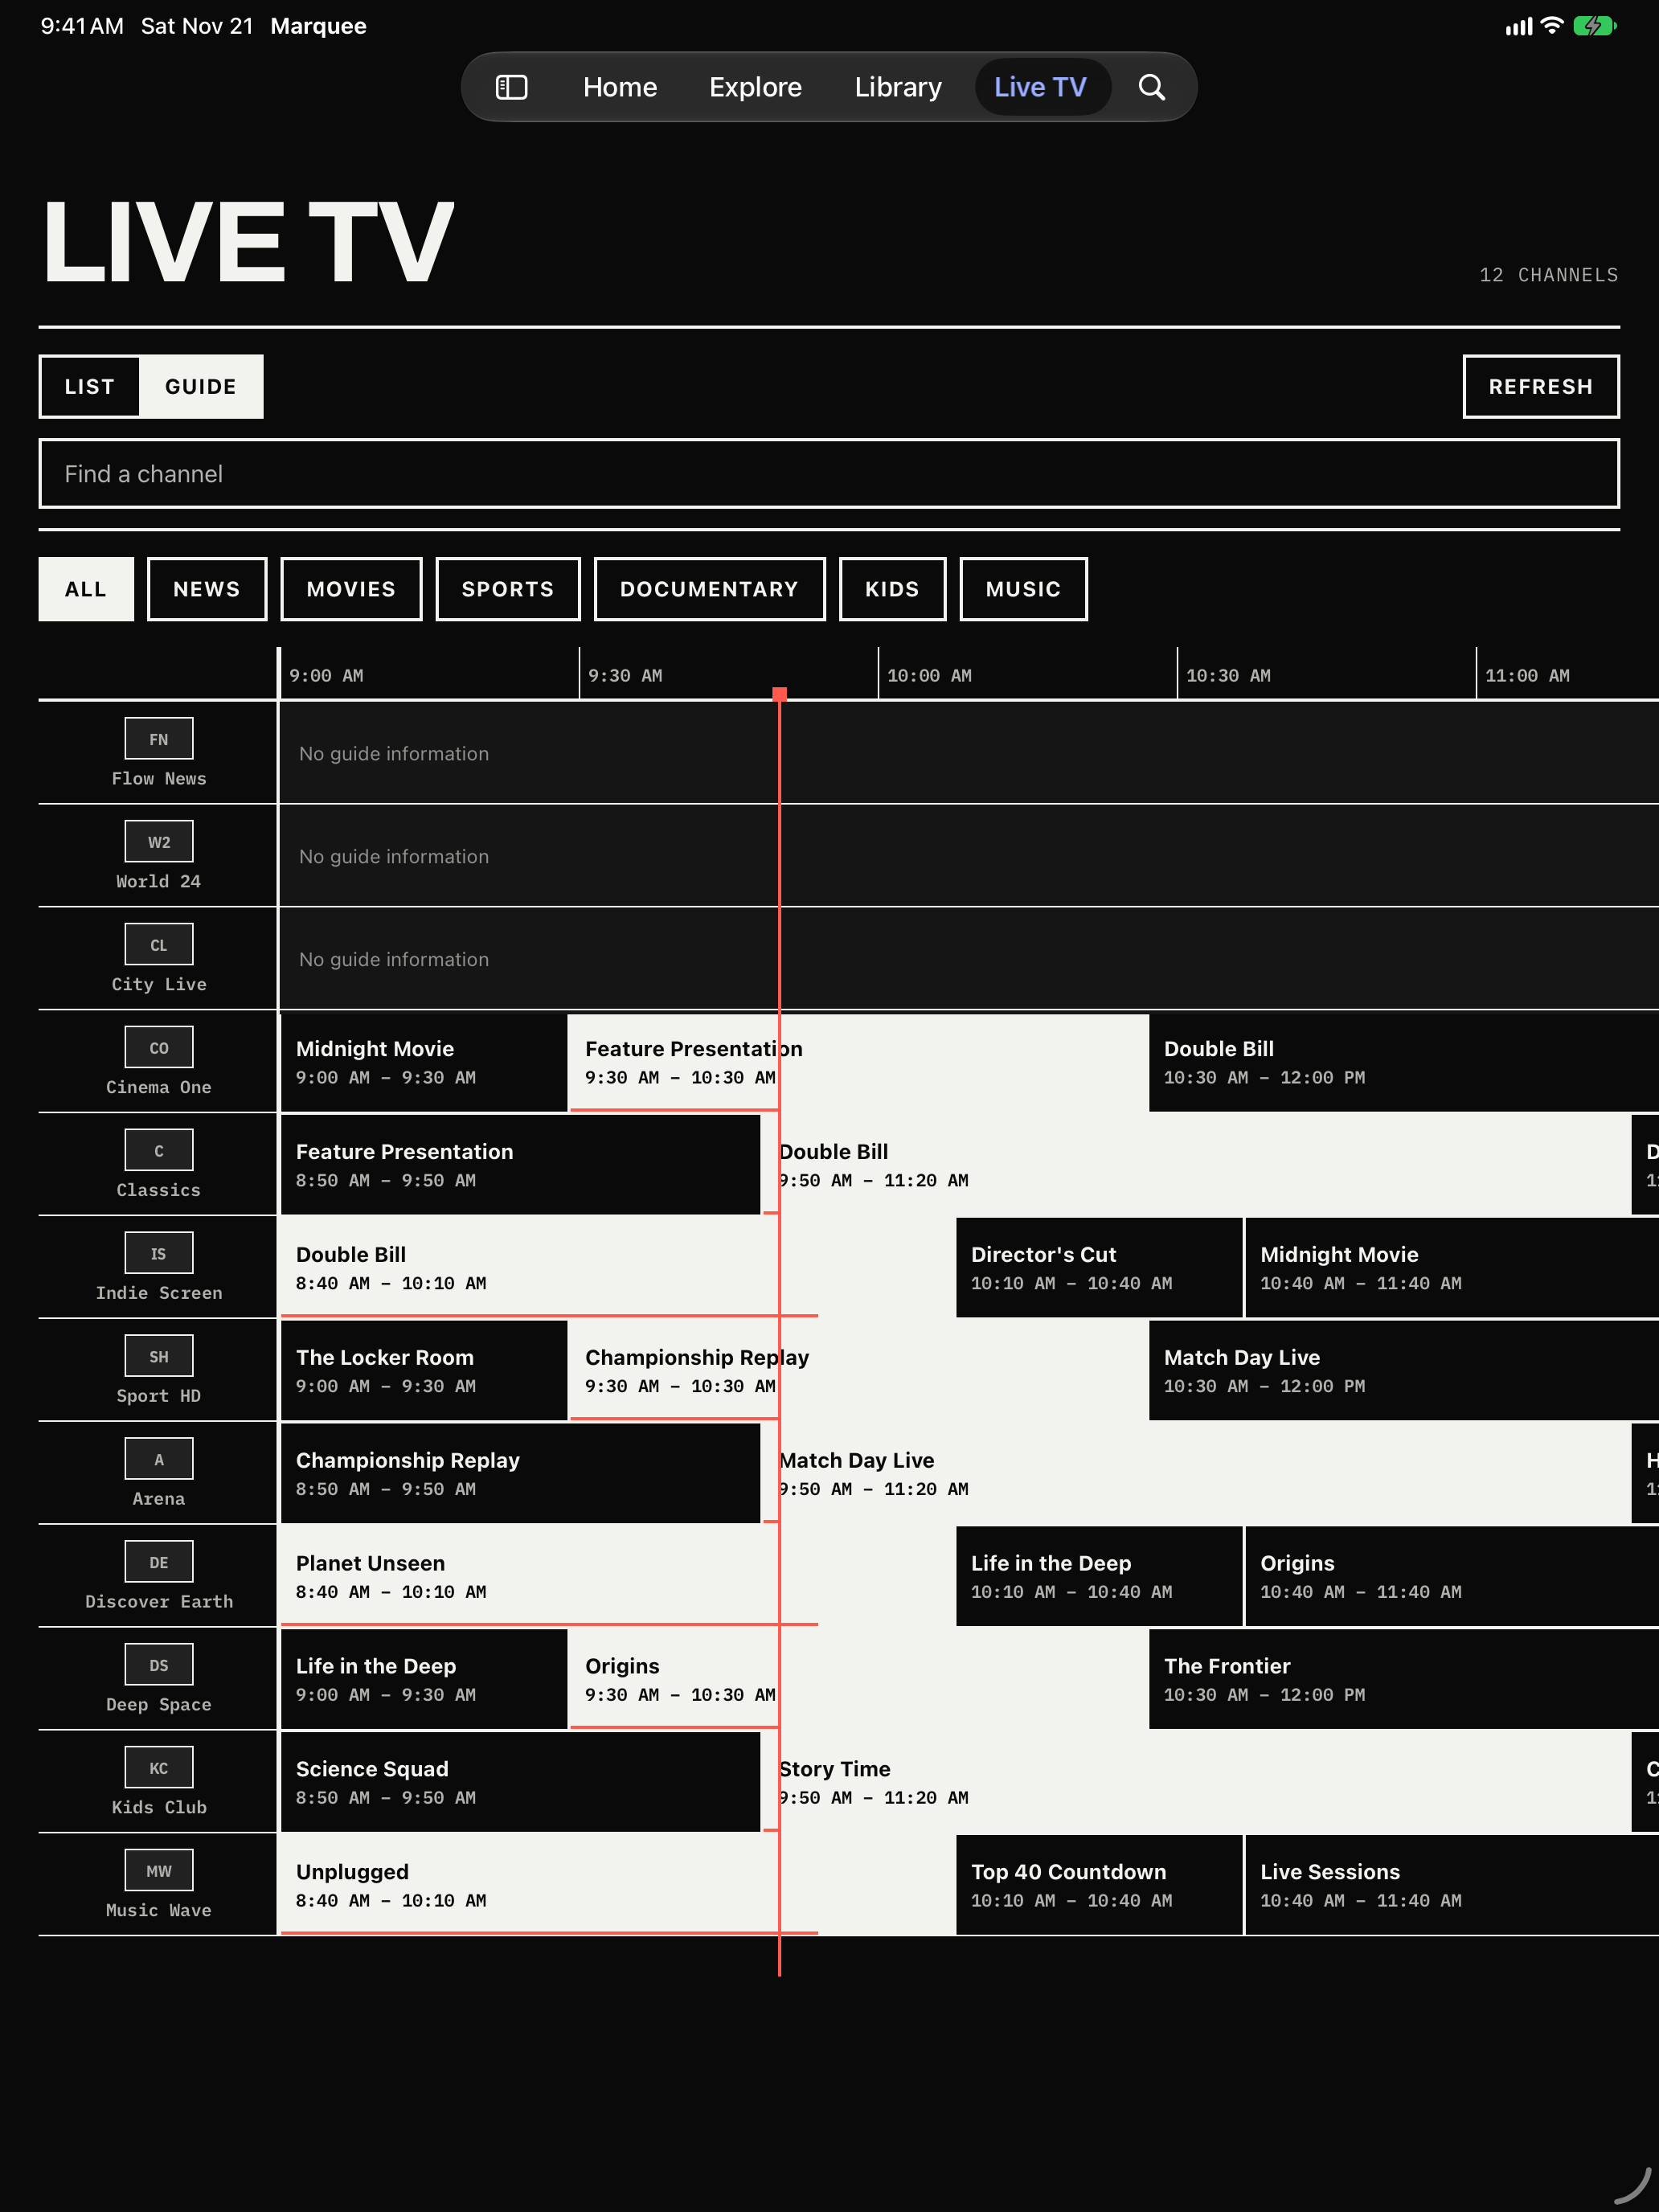 9:41 AM Sat Nov 21 Marquee
Home Explore Library Live TV
LIVE TV
12 CHANNELS
LIST GUIDE REFRESH
Find a channel
ALL NEWS MOVIES SPORTS DOCUMENTARY KIDS MUSIC
9:00 AM 9:30 AM 10:00 AM 10:30 AM 11:00 AM
FN
Flow News
No guide information
W2
World 24
No guide information
CL
City Live
No guide information
CO
Cinema One
Midnight Movie
9:00 AM – 9:30 AM
Feature Presentation
9:30 AM – 10:30 AM
Double Bill
10:30 AM – 12:00 PM
C
Classics
Feature Presentation
8:50 AM – 9:50 AM
Double Bill
9:50 AM – 11:20 AM
IS
Indie Screen
Double Bill
8:40 AM – 10:10 AM
Director's Cut
10:10 AM – 10:40 AM
Midnight Movie
10:40 AM – 11:40 AM
SH
Sport HD
The Locker Room
9:00 AM – 9:30 AM
Championship Replay
9:30 AM – 10:30 AM
Match Day Live
10:30 AM – 12:00 PM
A
Arena
Championship Replay
8:50 AM – 9:50 AM
Match Day Live
9:50 AM – 11:20 AM
DE
Discover Earth
Planet Unseen
8:40 AM – 10:10 AM
Life in the Deep
10:10 AM – 10:40 AM
Origins
10:40 AM – 11:40 AM
DS
Deep Space
Life in the Deep
9:00 AM – 9:30 AM
Origins
9:30 AM – 10:30 AM
The Frontier
10:30 AM – 12:00 PM
KC
Kids Club
Science Squad
8:50 AM – 9:50 AM
Story Time
9:50 AM – 11:20 AM
MW
Music Wave
Unplugged
8:40 AM – 10:10 AM
Top 40 Countdown
10:10 AM – 10:40 AM
Live Sessions
10:40 AM – 11:40 AM